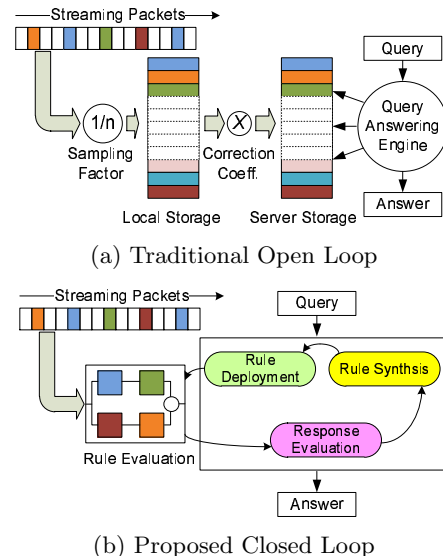 Streaming Packets
Query
1/n
X
Query
Answering
Engine
Sampling
Factor
Correction
Coeff.
Local Storage
Server Storage
Answer
(a) Traditional Open Loop
Streaming Packets
Query
Rule
Deployment
Rule Synthsis
Response
Evaluation
Rule Evaluation
Answer
(b) Proposed Closed Loop